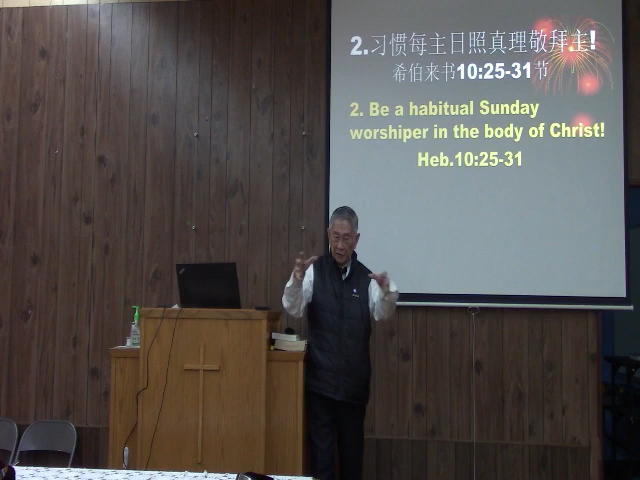 2.习惯每主日照真理敬拜主!
希伯来书10:25-31节
2. Be a habitual Sunday
worshiper in the body of Christ!
Heb.10:25-31